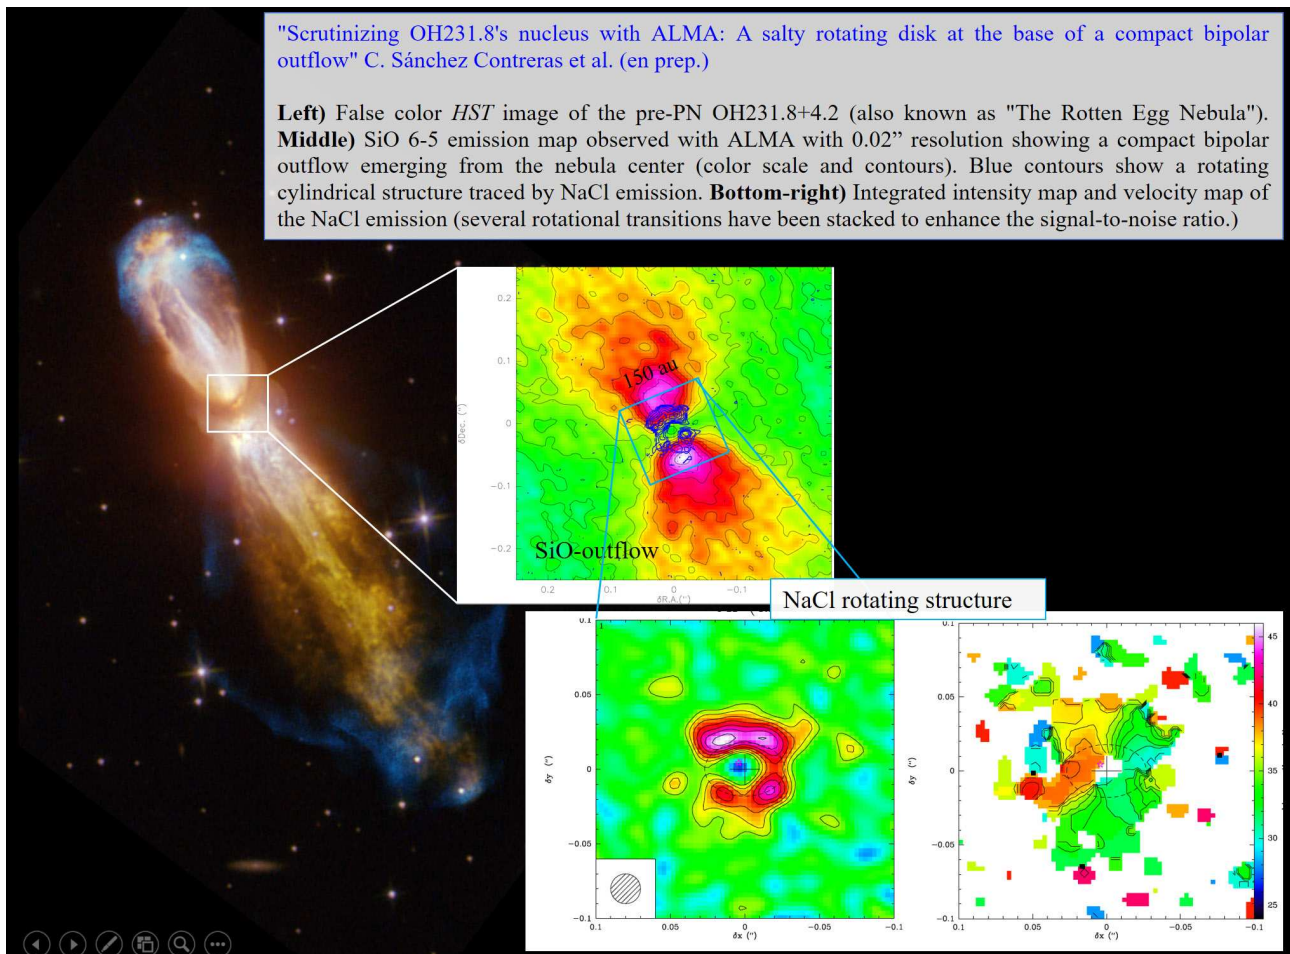 "Scrutinizing OH231.8's nucleus with ALMA: A salty rotating disk at the base of a compact bipolar
outflow" C. Sánchez Contreras et al. (en prep.)
Left) False color HST image of the pre-PN OH231.8+4.2 (also known as "The Rotten Egg Nebula").
Middle) SiO 6-5 emission map observed with ALMA with 0.02” resolution showing a compact bipolar
outflow emerging from the nebula center (color scale and contours). Blue contours show a rotating
cylindrical structure traced by NaCl emission. Bottom-right) Integrated intensity map and velocity map of
the NaCl emission (several rotational transitions have been stacked to enhance the signal-to-noise ratio.)
0.2
0.1
0
-0.1
-0.2
δDec. (")
150 au
SiO-outflow
0.2 0.1 0 -0.1
δR.A.(")
NaCl rotating structure
0.1
0.05
0
-0.05
-0.1
δy (")
0.1 0.05 0 -0.05 -0.1
δx (")
0.1
0.05
0
-0.05
-0.1
δy (")
0.1 0.05 0 -0.05 -0.1
δx (")
45
40
35
30
25